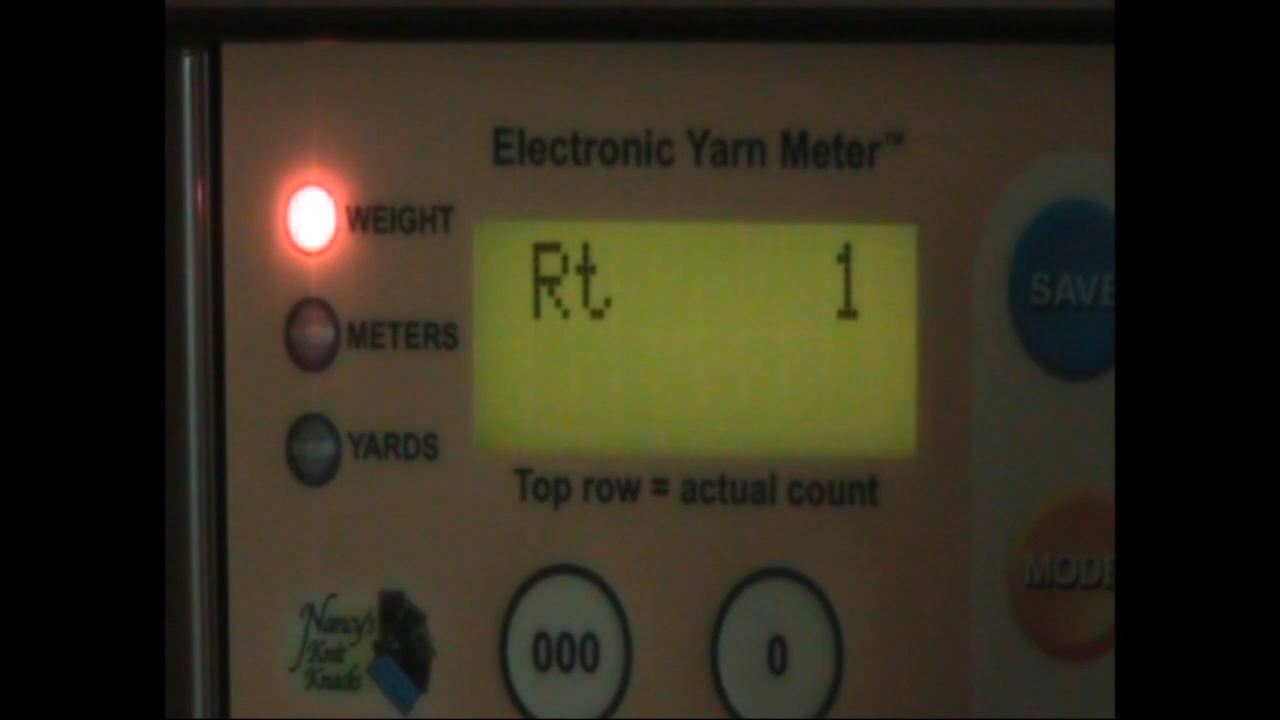 Electronic Yarn Meter™
WEIGHT
METERS
YARDS
Rt 1
Top row = actual count
SAVE
MODE
000
0
Nancy's
Knit
Knacks